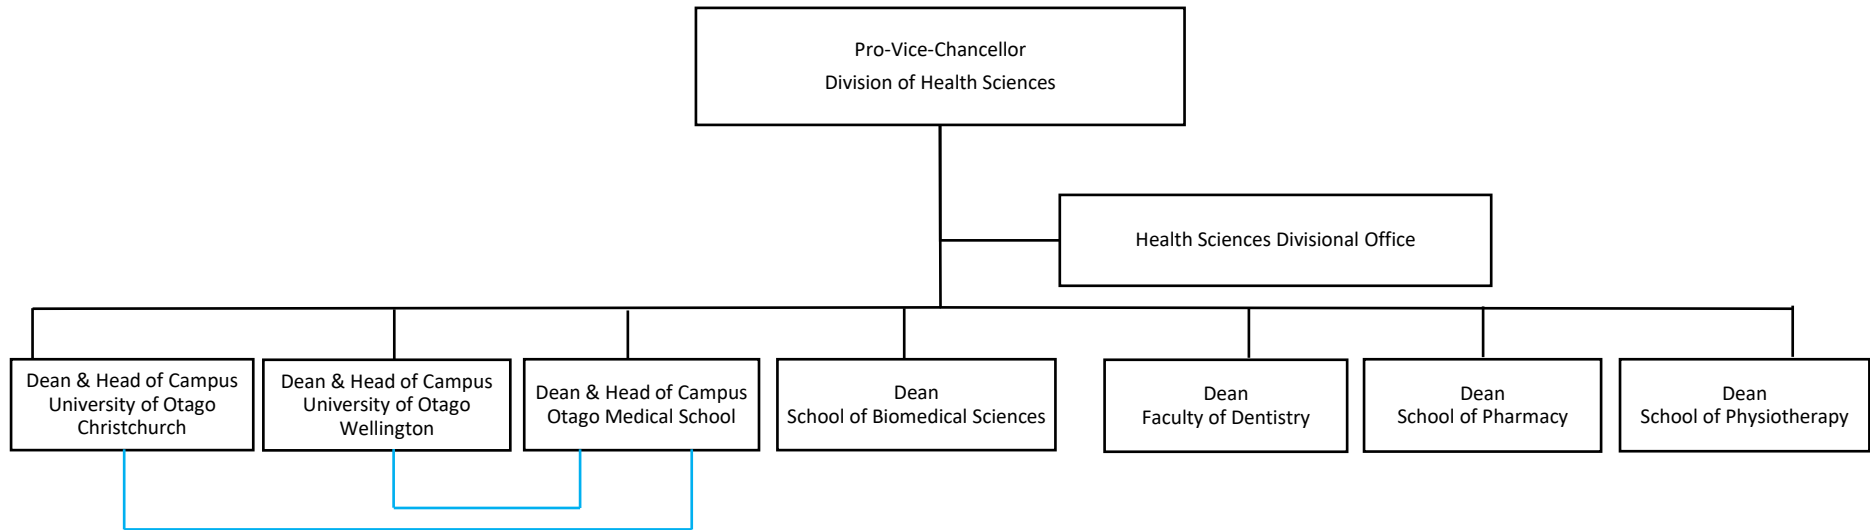 Pro-Vice-Chancellor
Division of Health Sciences
Health Sciences Divisional Office
Dean & Head of Campus
University of Otago
Christchurch
Dean & Head of Campus
University of Otago
Wellington
Dean & Head of Campus
Otago Medical School
Dean
School of Biomedical Sciences
Dean
Faculty of Dentistry
Dean
School of Pharmacy
Dean
School of Physiotherapy